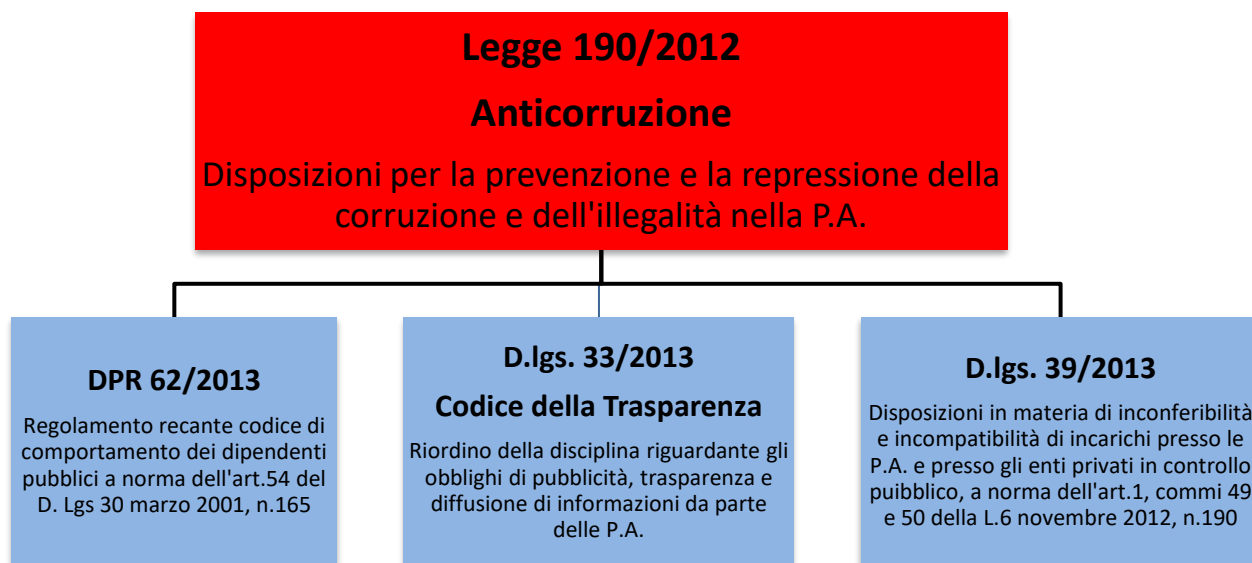 Legge 190/2012
Anticorruzione
Disposizioni per la prevenzione e la repressione della
corruzione e dell'illegalità nella P.A.
DPR 62/2013
Regolamento recante codice di
comportamento dei dipendenti
pubblici a norma dell'art.54 del
D. Lgs 30 marzo 2001, n.165
D.lgs. 33/2013
Codice della Trasparenza
Riordino della disciplina riguardante gli
obblighi di pubblicità, trasparenza e
diffusione di informazioni da parte
delle P.A.
D.lgs. 39/2013
Disposizioni in materia di inconferibilità
e incompatibilità di incarichi presso le
P.A. e presso gli enti privati in controllo
puibblico, a norma dell'art.1, commi 49
e 50 della L.6 novembre 2012, n.190